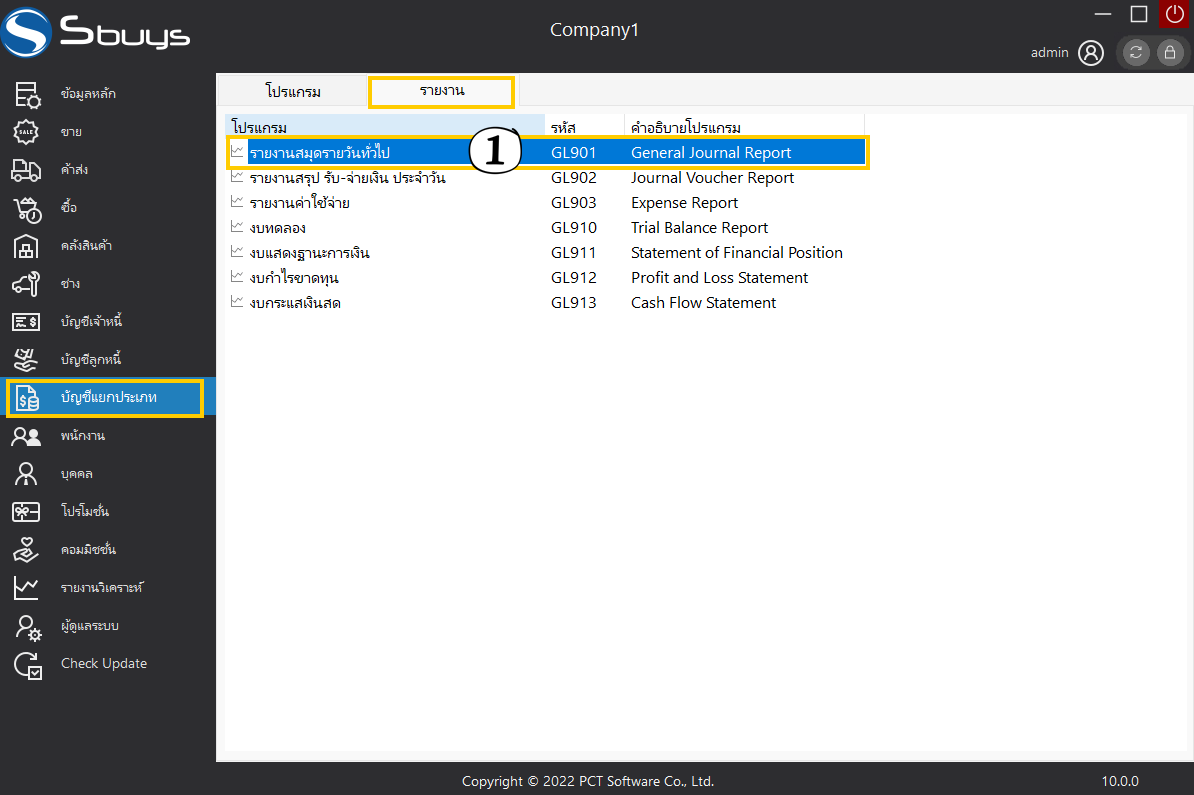 Sbuys
Company1
admin
ข้อมูลหลัก
SALE
ขาย
ค้าส่ง
ซื้อ
คลังสินค้า
ช่าง
บัญชีเจ้าหนี้
บัญชีลูกหนี้
บัญชีแยกประเภท
พนักงาน
บุคคล
โปรโมชั่น
คอมมิชชั่น
รายงานวิเคราะห์
ผู้ดูแลระบบ
Check Update
โปรแกรม รายงาน
โปรแกรม รหัส คำอธิบายโปรแกรม
รายงานสมุดรายวันทั่วไป 1 GL901 General Journal Report
รายงานสรุป รับ-จ่ายเงิน ประจำวัน GL902 Journal Voucher Report
รายงานค่าใช้จ่าย GL903 Expense Report
งบทดลอง GL910 Trial Balance Report
งบแสดงฐานะการเงิน GL911 Statement of Financial Position
งบกำไรขาดทุน GL912 Profit and Loss Statement
งบกระแสเงินสด GL913 Cash Flow Statement
Copyright © 2022 PCT Software Co., Ltd.
10.0.0